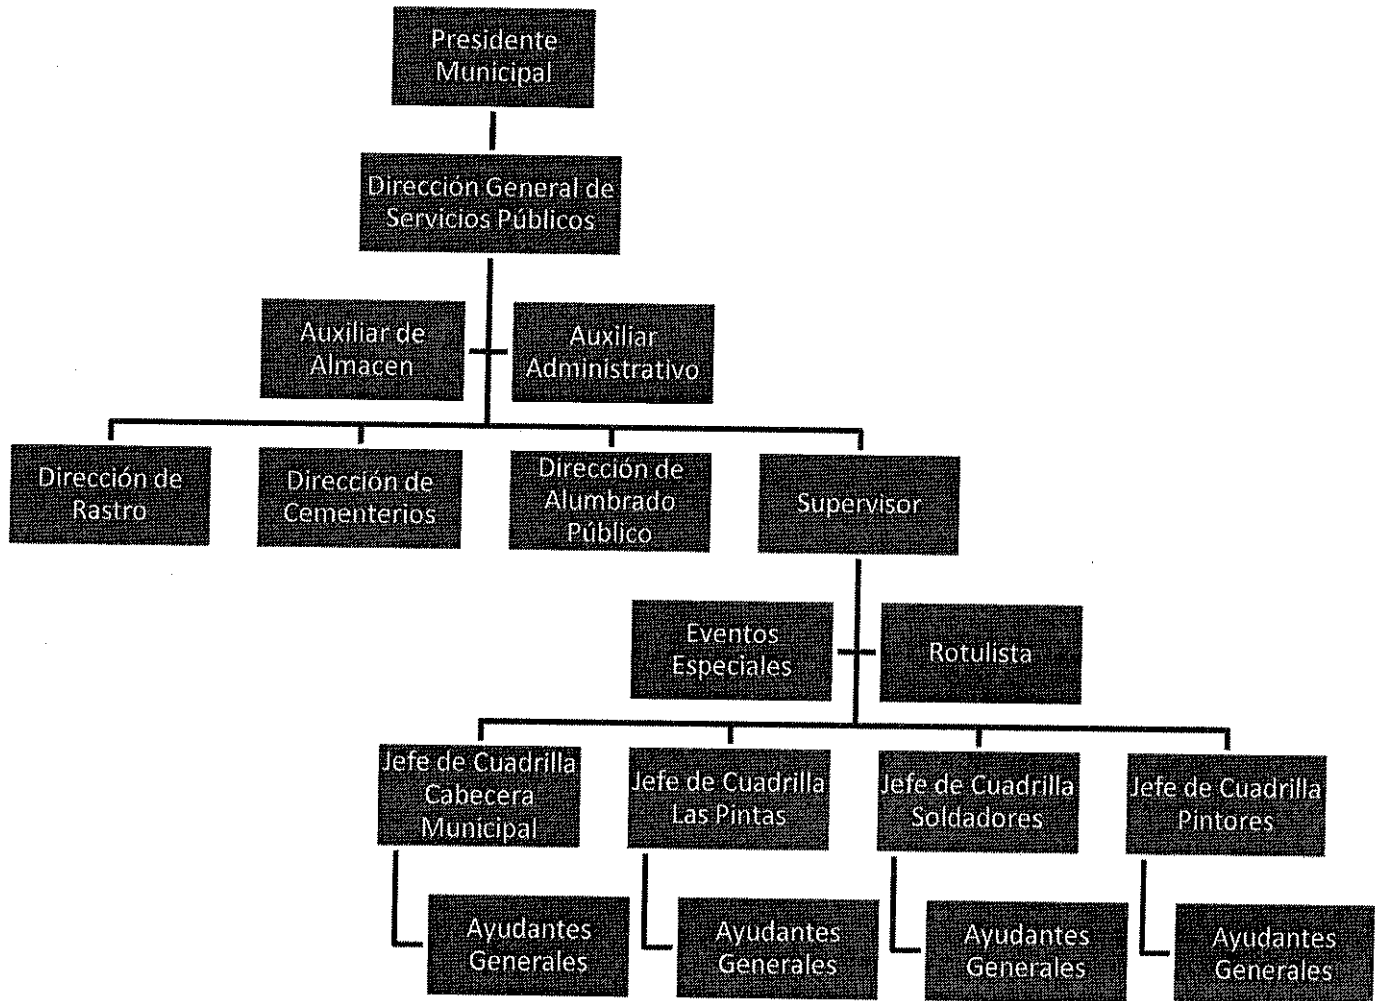 Presidente
Municipal
Dirección General de
Servicios Públicos
Auxiliar de
Almacen
Auxiliar
Administrativo
Dirección de
Rastro
Dirección de
Cementerios
Dirección de
Alumbrado
Público
Supervisor
Eventos
Especiales
Rotulista
Jefe de Cuadrilla
Cabecera
Municipal
Jefe de Cuadrilla
Las Pintas
Jefe de Cuadrilla
Soldadores
Jefe de Cuadrilla
Pintores
Ayudantes
Generales
Ayudantes
Generales
Ayudantes
Generales
Ayudantes
Generales